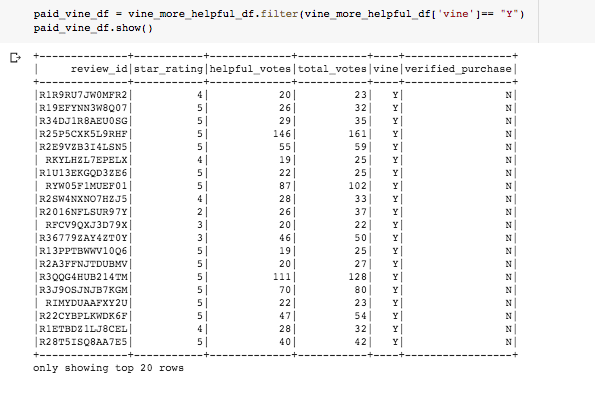 paid_vine_df = vine_more_helpful_df.filter(vine_more_helpful_df['vine']== "Y")
paid_vine_df.show()
+--------------+-----------+-------------+-----------+----+-----------------+
|     review_id|star_rating|helpful_votes|total_votes|vine|verified_purchase|
+--------------+-----------+-------------+-----------+----+-----------------+
|R1R9RU7JW0MFR2|          4|           20|         23|   Y|                N|
|R19EFYNN3W8Q07|          5|           26|         32|   Y|                N|
|R34DJ1R8AEU0SG|          5|           29|         35|   Y|                N|
|R25P5CXK5L9RHF|          5|          146|        161|   Y|                N|
|R2E9VZB3I4LSN5|          5|           55|         59|   Y|                N|
| RKYLHZL7EPELX|          4|           19|         25|   Y|                N|
|R1U13EKGQD3ZE6|          5|           22|         25|   Y|                N|
| RYW05F1MUEF01|          5|           87|        102|   Y|                N|
|R2SW4NXNO7HZJ5|          4|           28|         33|   Y|                N|
|R2016NFLSUR97Y|          2|           26|         37|   Y|                N|
| RFCV9QXJ3D79X|          3|           20|         22|   Y|                N|
|R36779ZAY4ZT0Y|          3|           46|         50|   Y|                N|
|R13PPTBWWV10Q6|          5|           19|         25|   Y|                N|
|R2A3FFNJTDUBMV|          5|           20|         27|   Y|                N|
|R3QQG4HUB214TM|          5|          111|        128|   Y|                N|
|R3J9OSJNJB7KGM|          5|           70|         80|   Y|                N|
| RIMYDUAAFXY2U|          5|           22|         23|   Y|                N|
|R22CYBPLKWDK6F|          5|           47|         54|   Y|                N|
|R1ETBDZ1LJ8CEL|          4|           28|         32|   Y|                N|
|R28T5ISQ8AA7E5|          5|           40|         42|   Y|                N|
+--------------+-----------+-------------+-----------+----+-----------------+
only showing top 20 rows